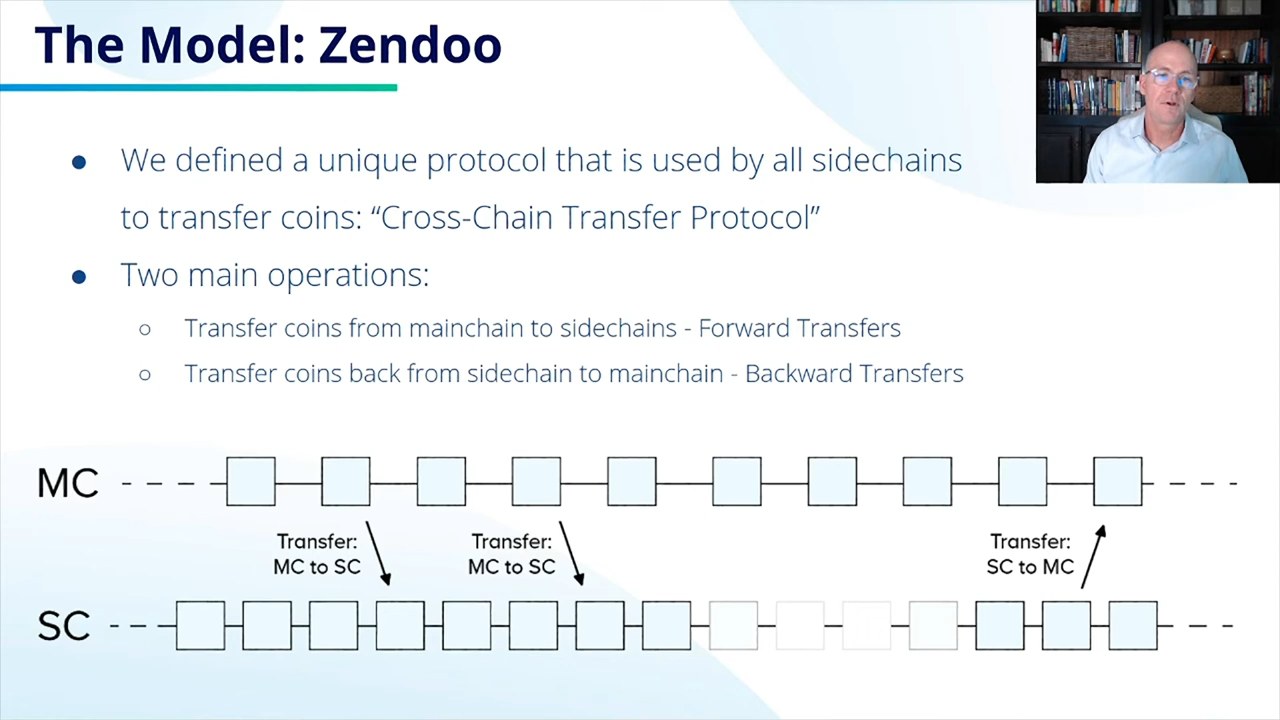 The Model: Zendoo
● We defined a unique protocol that is used by all sidechains
to transfer coins: “Cross-Chain Transfer Protocol”
● Two main operations:
○ Transfer coins from mainchain to sidechains - Forward Transfers
○ Transfer coins back from sidechain to mainchain - Backward Transfers
MC
Transfer:
MC to SC
Transfer:
MC to SC
Transfer:
SC to MC
SC